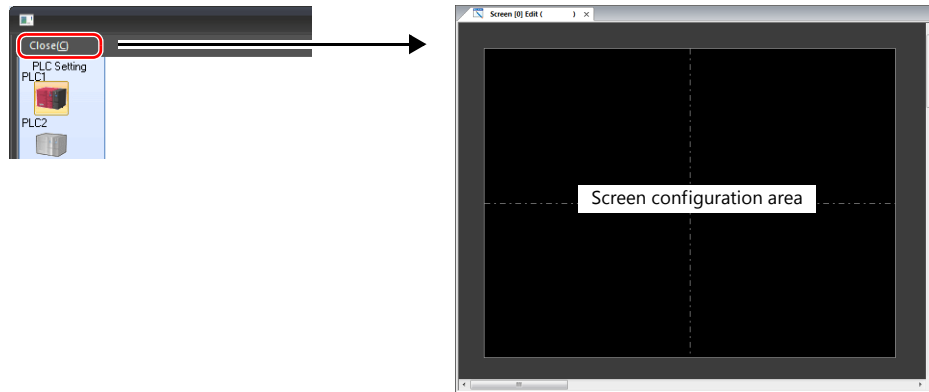 Close(C)
PLC Setting
PLC1
PLC2
Screen [0] Edit ( )
Screen configuration area